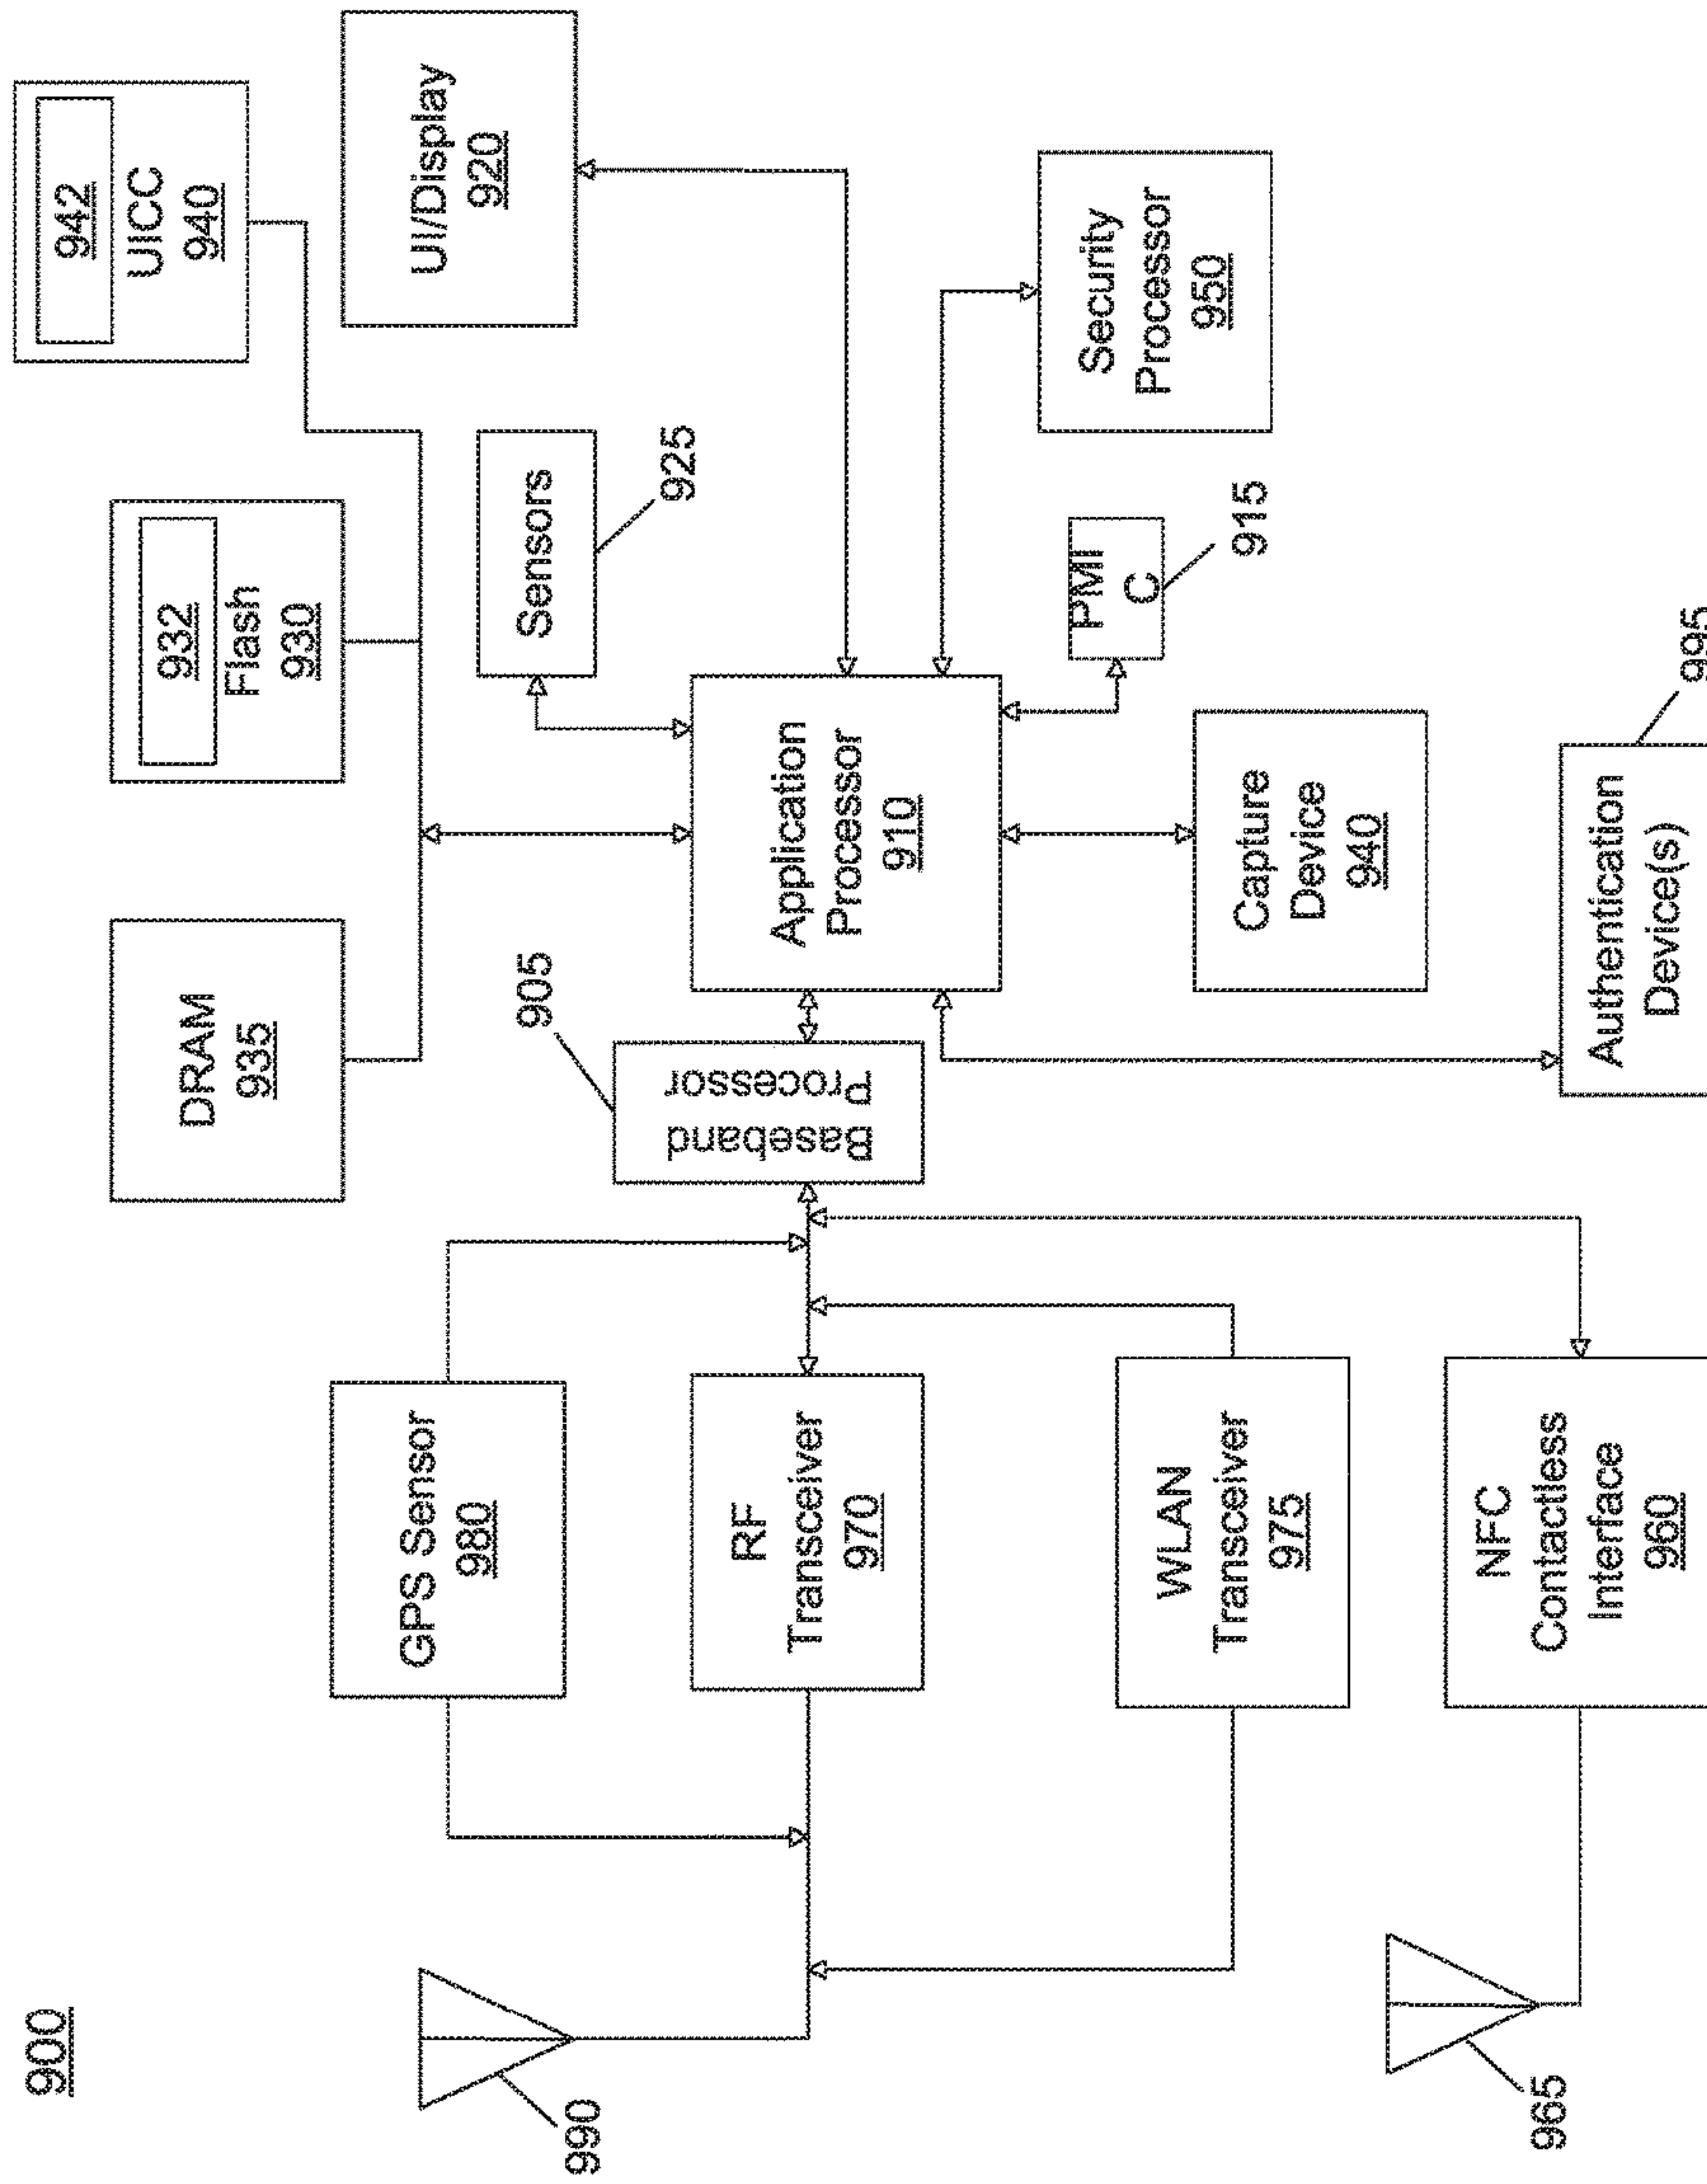 900
942
UICC
940
932
Flash
930
DRAM
935
UI/Display
920
Sensors
925
GPS Sensor
980
990
905
Baseband
Processor
Application
Processor
910
RF
Transceiver
970
Security
Processor
950
PMI
C
915
WLAN
Transceiver
975
Capture
Device
940
NFC
Contactless
Interface
960
965
Authentication
Device(s)
995